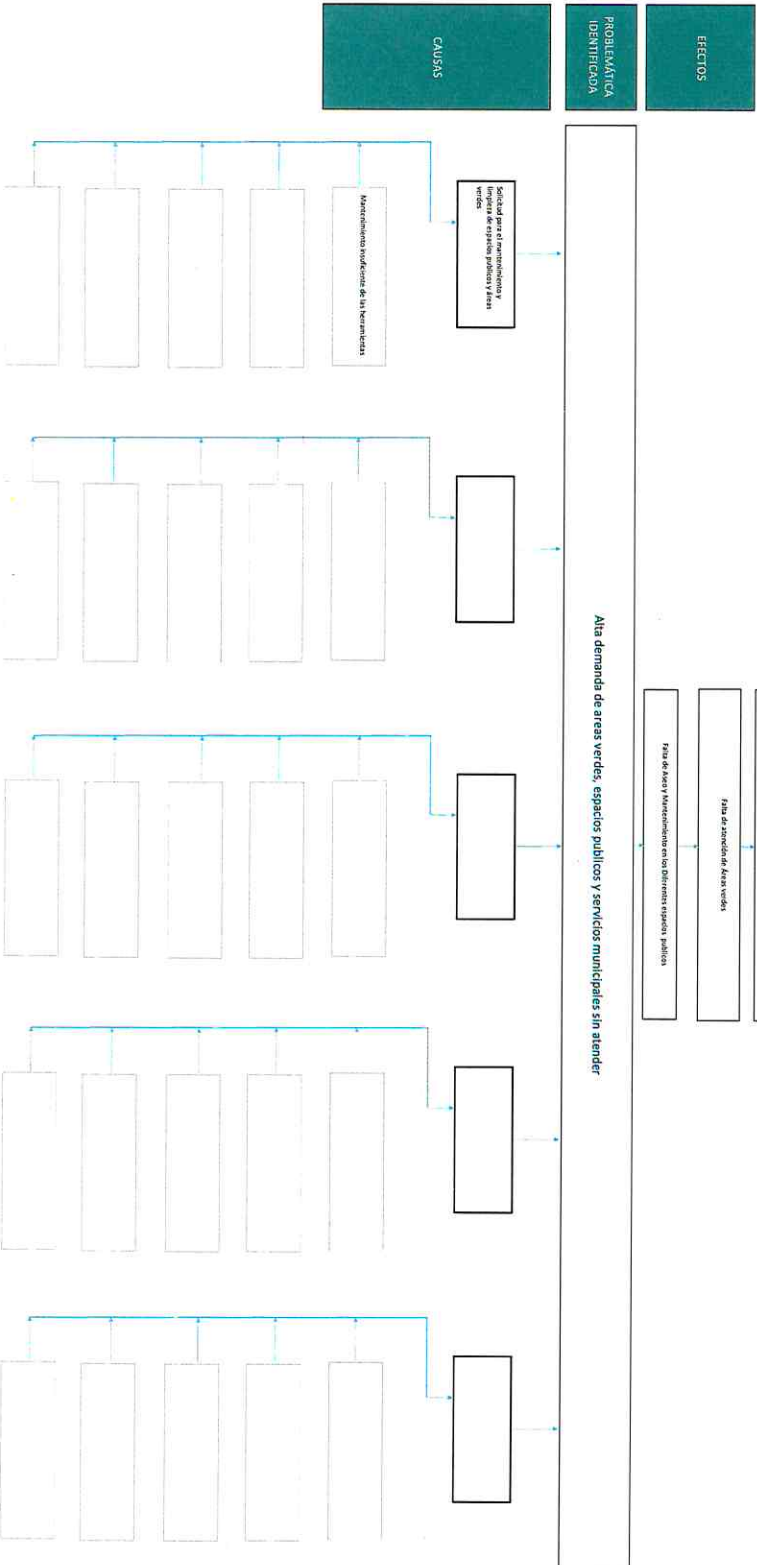 EFECTOS
Falta de atención de Áreas verdes
Falta de Aseo y Mantenimiento en los Diferentes espacios publicos
PROBLEMÁTICA
IDENTIFICADA
Alta demanda de areas verdes, espacios publicos y servicios municipales sin atender
CAUSAS
Solicitud para el mantenimiento y
limpieza de espacios publicos y áreas
verdes
Mantenimiento insuficiente de las herramientas